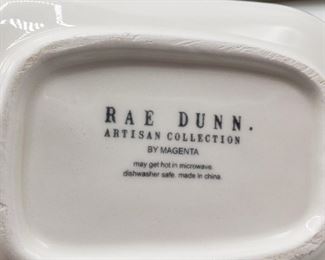 RAE DUNN.
ARTISAN COLLECTION
BY MAGENTA
may get hot in microwave.
dishwasher safe. made in china.